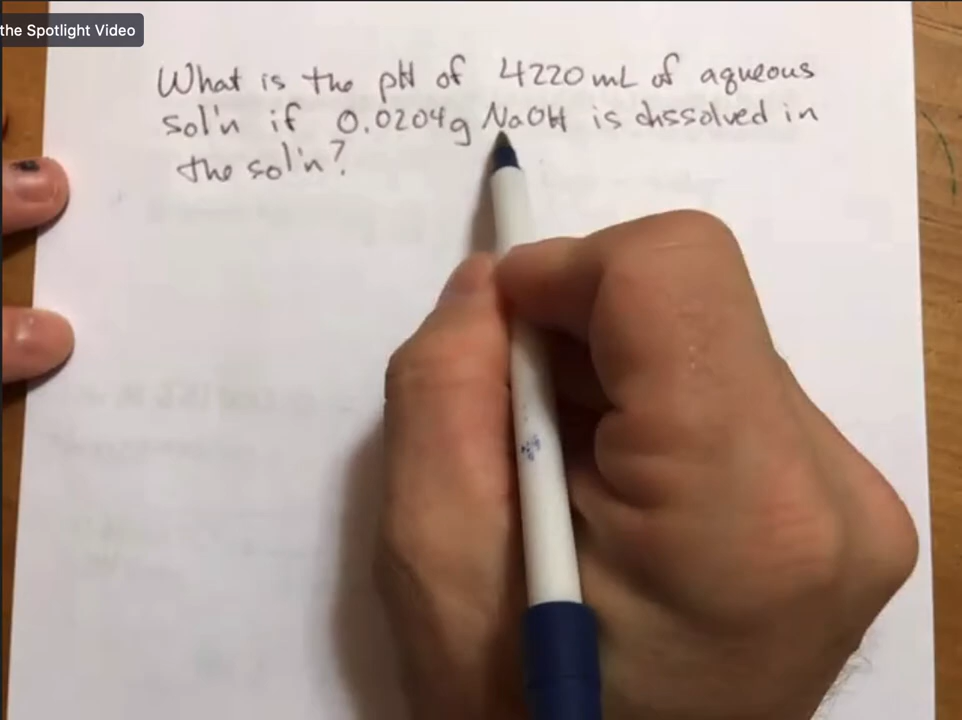 the Spotlight Video
What is the pH of 4220 mL of aqueous
sol'n if 0.0204g NaOH is dissolved in
the sol'n?